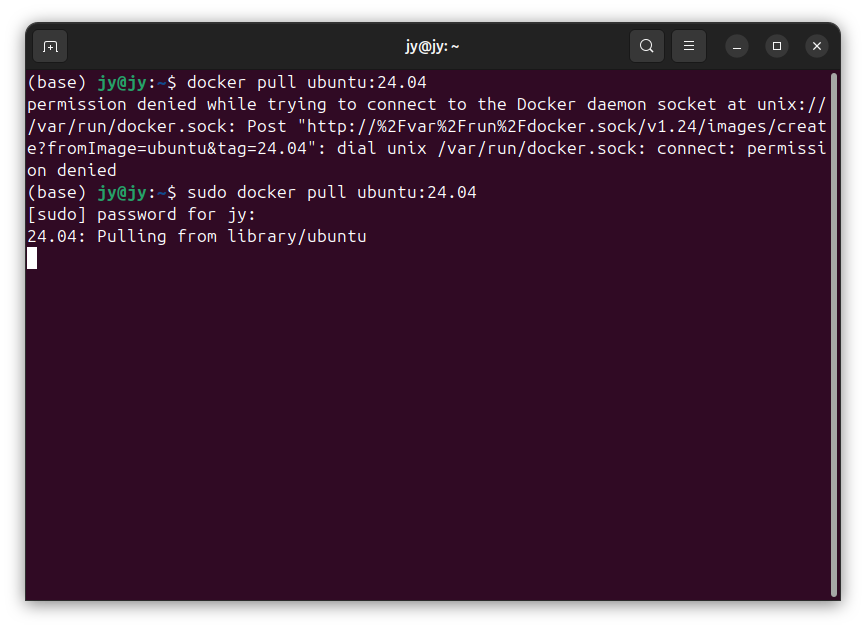 jy@jy: ~
(base) jy@jy:~$ docker pull ubuntu:24.04
permission denied while trying to connect to the Docker daemon socket at unix://
/var/run/docker.sock: Post "http://%2Fvar%2Frun%2Fdocker.sock/v1.24/images/creat
e?fromImage=ubuntu&tag=24.04": dial unix /var/run/docker.sock: connect: permissi
on denied
(base) jy@jy:~$ sudo docker pull ubuntu:24.04
[sudo] password for jy:
24.04: Pulling from library/ubuntu